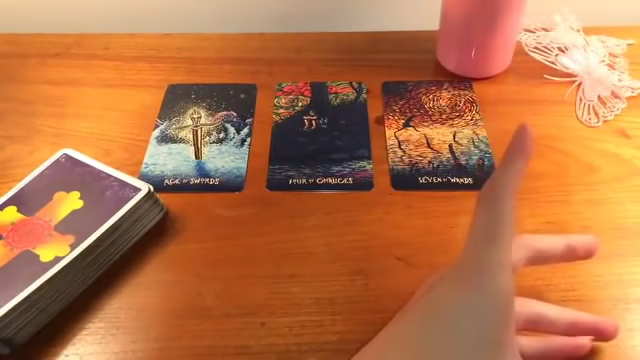 ACE OF SWORDS
FOUR OF CHALICES
SEVEN OF WANDS